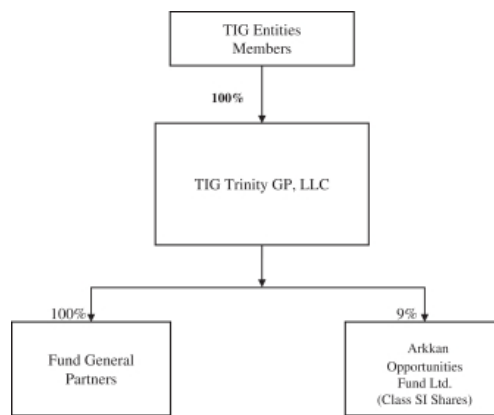 TIG Entities
Members
100%
TIG Trinity GP, LLC
100%
9%
Fund General
Partners
Arkkan
Opportunities
Fund Ltd.
(Class SI Shares)